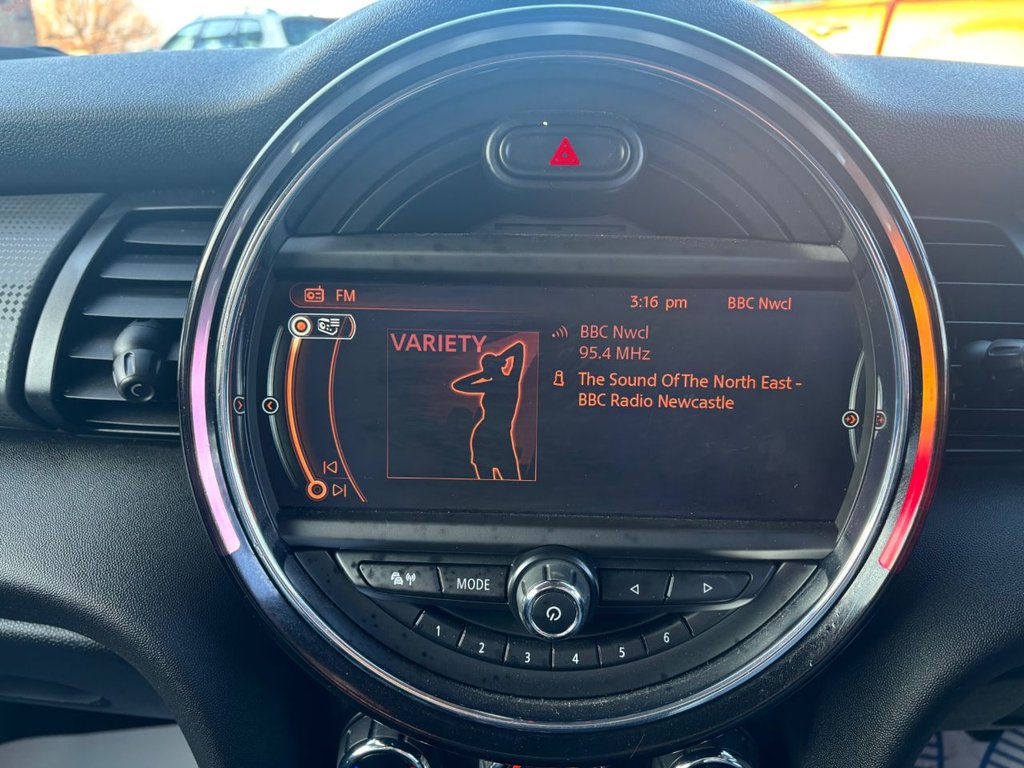 FM
3:16 pm
BBC Nwcl
VARIETY
BBC Nwcl
95.4 MHz
The Sound Of The North East -
BBC Radio Newcastle
MODE
1
2
3
4
5
6